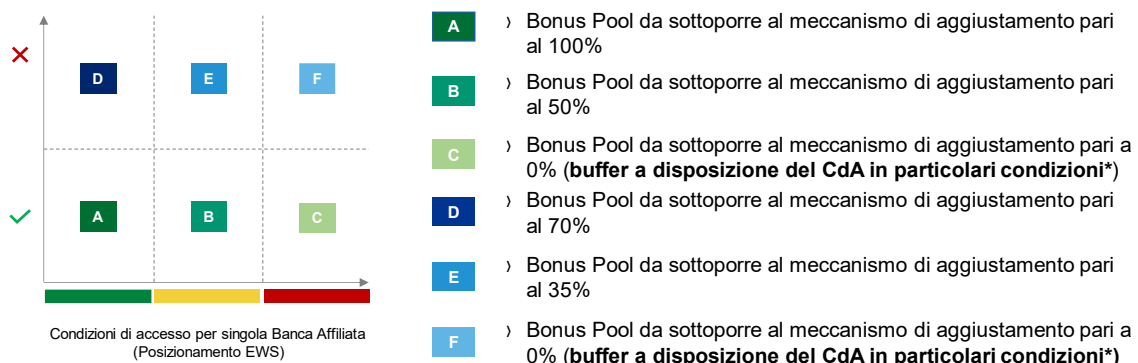 D
E
F
A
B
C
Condizioni di accesso per singola Banca Affiliata
(Posizionamento EWS)
A
› Bonus Pool da sottoporre al meccanismo di aggiustamento pari
al 100%
B
› Bonus Pool da sottoporre al meccanismo di aggiustamento pari
al 50%
C
› Bonus Pool da sottoporre al meccanismo di aggiustamento pari a
0% (buffer a disposizione del CdA in particolari condizioni*)
D
› Bonus Pool da sottoporre al meccanismo di aggiustamento pari
al 70%
E
› Bonus Pool da sottoporre al meccanismo di aggiustamento pari
al 35%
F
› Bonus Pool da sottoporre al meccanismo di aggiustamento pari a
0% (buffer a disposizione del CdA in particolari condizioni*)